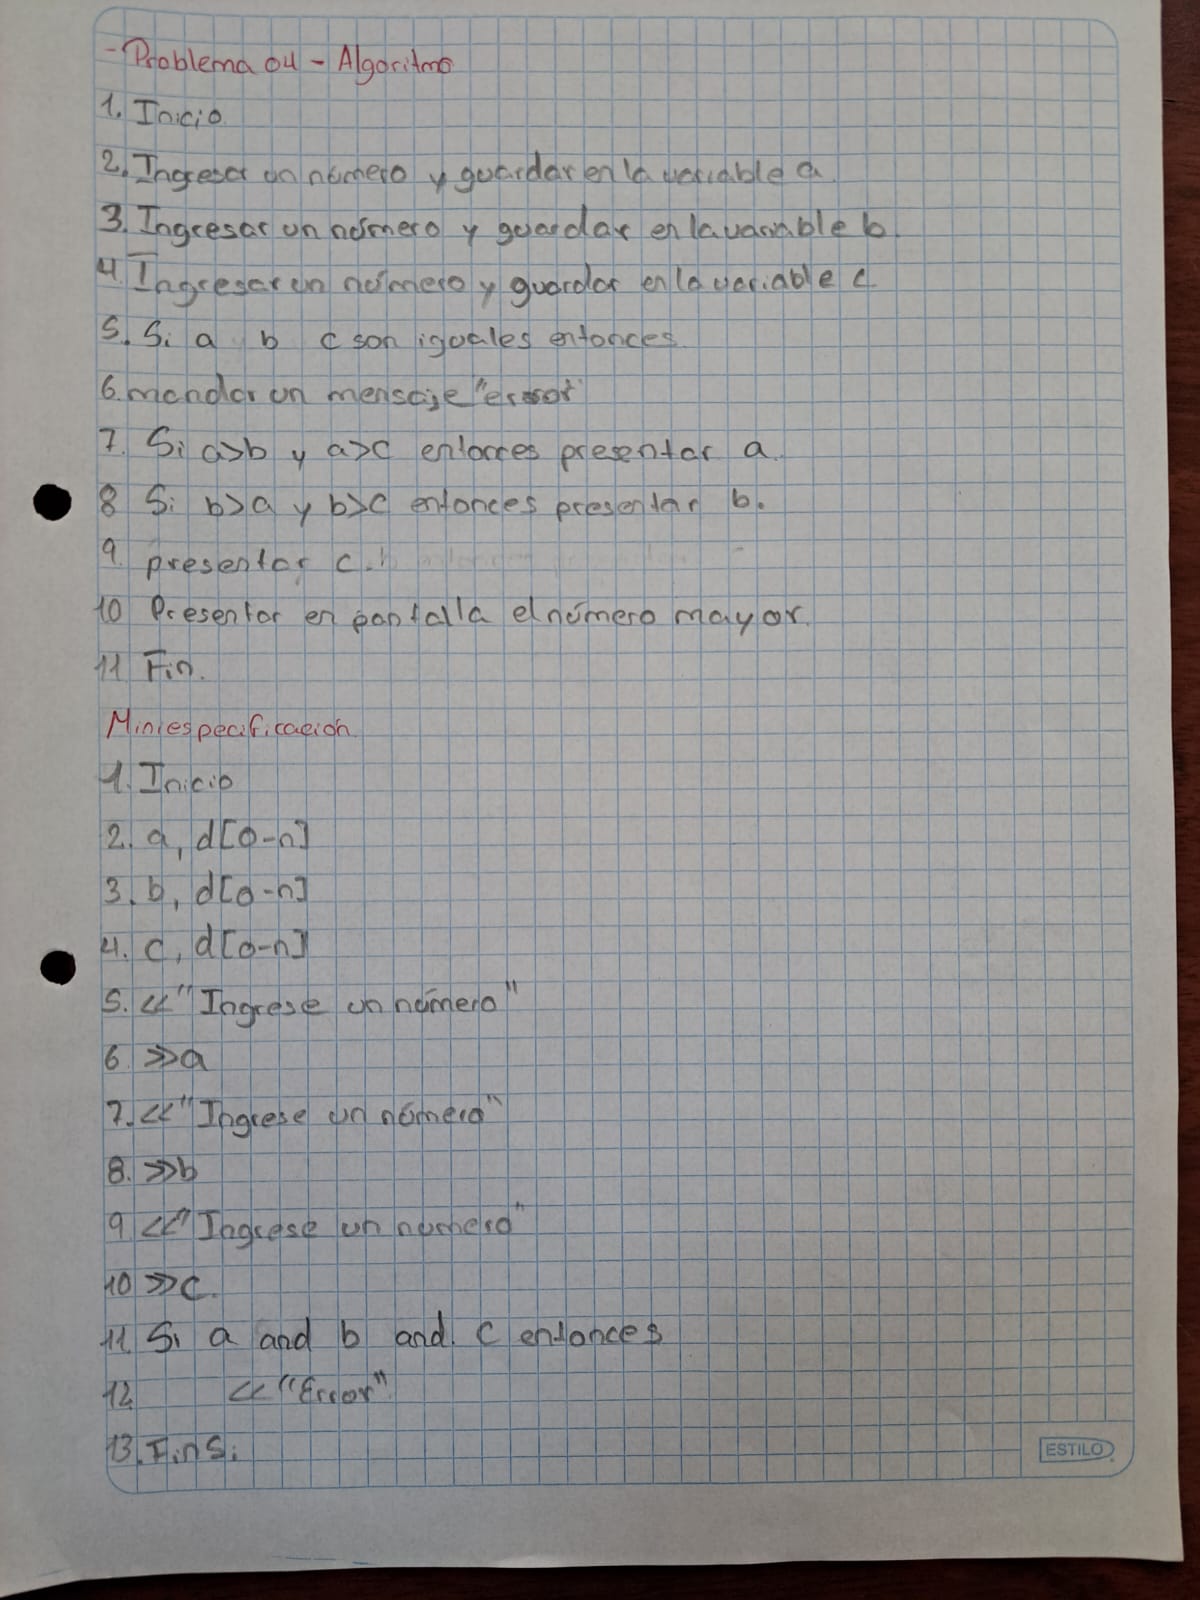 - Problema 04 - Algoritmo
1. Inicio
2. Ingresar un número y guardar en la variable a
3. Ingresar un número y guardar en la variable b.
4 Ingresar un número y guardar en la variable c
5. Si a b c son iguales entonces.
6. mandar un mensaje "error"
7. Si a>b y a>c entonces presentar a.
8 Si b>a y b>c entonces presentar b.
9. presentar c.
10 Presentar en pantalla el número mayor.
11 Fin.
Miniespecificación
1. Inicio
2. a, d[0-n]
3. b, d[0-n]
4. c, d[0-n]
5. << "Ingrese un número"
6. >>a
7. << "Ingrese un número"
8. >>b
9 << "Ingrese un numero"
10 >>c.
11 Si a and b and. c entonces
12 << "Error"
13. FinSi
ESTILO